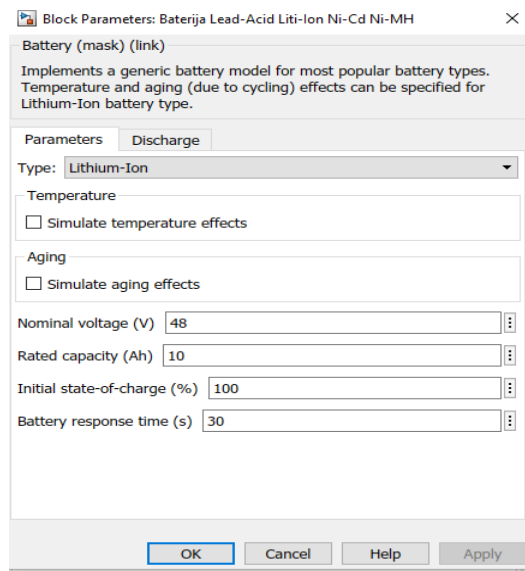 Block Parameters: Baterija Lead-Acid Liti-Ion Ni-Cd Ni-MH
Battery (mask) (link)
Implements a generic battery model for most popular battery types.
Temperature and aging (due to cycling) effects can be specified for
Lithium-Ion battery type.
Parameters Discharge
Type: Lithium-Ion
Temperature
Simulate temperature effects
Aging
Simulate aging effects
Nominal voltage (V) 48
Rated capacity (Ah) 10
Initial state-of-charge (%) 100
Battery response time (s) 30
OK Cancel Help Apply